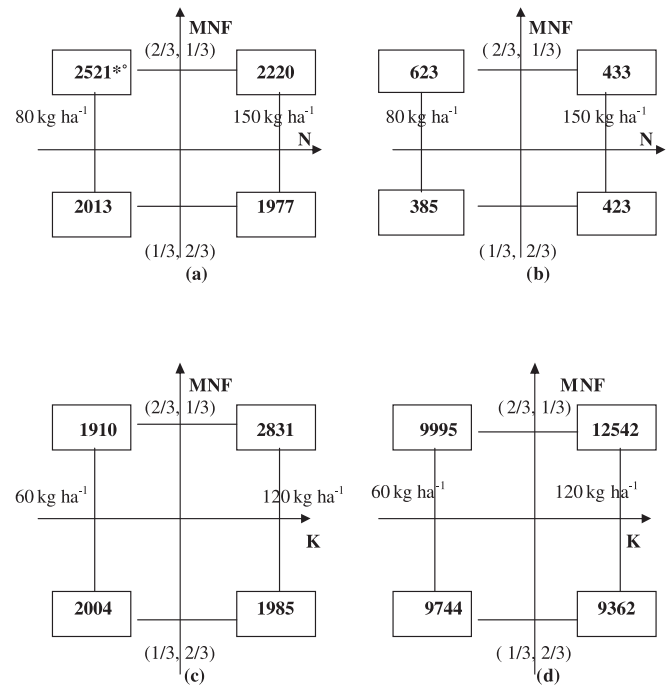 MNF
(2/3, 1/3)
2521*°
2220
80 kg ha⁻¹
150 kg ha⁻¹
N
2013
1977
(1/3, 2/3)
(a)
MNF
( 2/3, 1/3)
623
433
80 kg ha⁻¹
150 kg ha⁻¹
N
385
423
( 1/3, 2/3)
(b)
MNF
(2/3, 1/3)
1910
2831
60 kg ha⁻¹
120 kg ha⁻¹
K
2004
1985
(1/3, 2/3)
(c)
MNF
(2/3, 1/3)
9995
12542
60 kg ha⁻¹
120 kg ha⁻¹
K
9744
9362
( 1/3, 2/3)
(d)